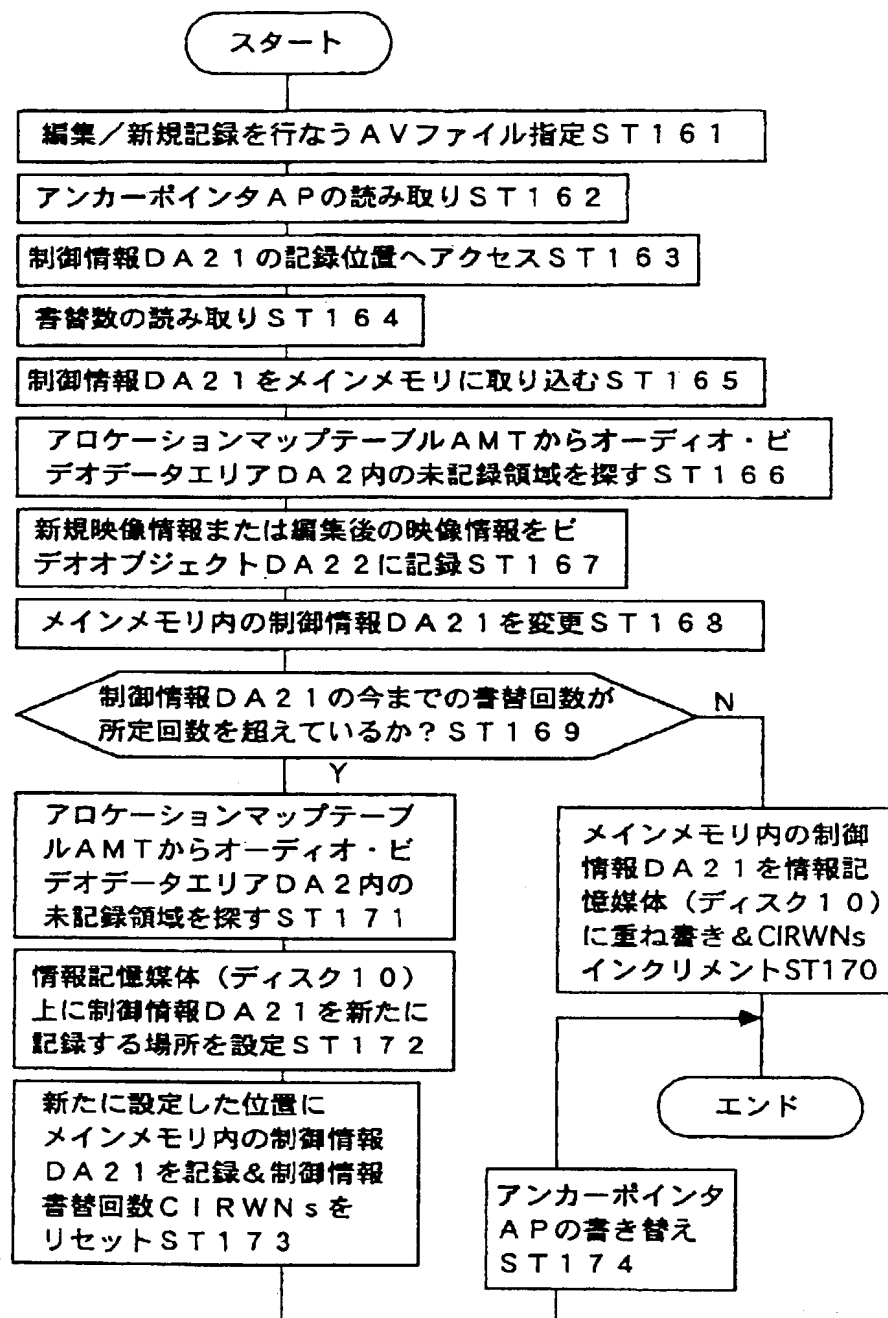 スタート
編集／新規記録を行なうＡＶファイル指定ＳＴ１６１
アンカーポインタＡＰの読み取りＳＴ１６２
制御情報ＤＡ２１の記録位置へアクセスＳＴ１６３
書替数の読み取りＳＴ１６４
制御情報ＤＡ２１をメインメモリに取り込むＳＴ１６５
アロケーションマップテーブルＡＭＴからオーディオ・ビ
デオデータエリアＤＡ２内の未記録領域を探すＳＴ１６６
新規映像情報または編集後の映像情報をビ
デオオブジェクトＤＡ２２に記録ＳＴ１６７
メインメモリ内の制御情報ＤＡ２１を変更ＳＴ１６８
制御情報ＤＡ２１の今までの書替回数が
所定回数を超えているか？ＳＴ１６９
N
Y
アロケーションマップテーブ
ルＡＭＴからオーディオ・ビ
デオデータエリアＤＡ２内の
未記録領域を探すＳＴ１７１
情報記憶媒体（ディスク１０）
上に制御情報ＤＡ２１を新たに
記録する場所を設定ＳＴ１７２
新たに設定した位置に
メインメモリ内の制御情報
ＤＡ２１を記録＆制御情報
書替回数ＣＩＲＷＮｓを
リセットＳＴ１７３
メインメモリ内の制御
情報ＤＡ２１を情報記
憶媒体（ディスク１０）
に重ね書き＆CIRWNs
インクリメントST170
エンド
アンカーポインタ
ＡＰの書き替え
ＳＴ１７４